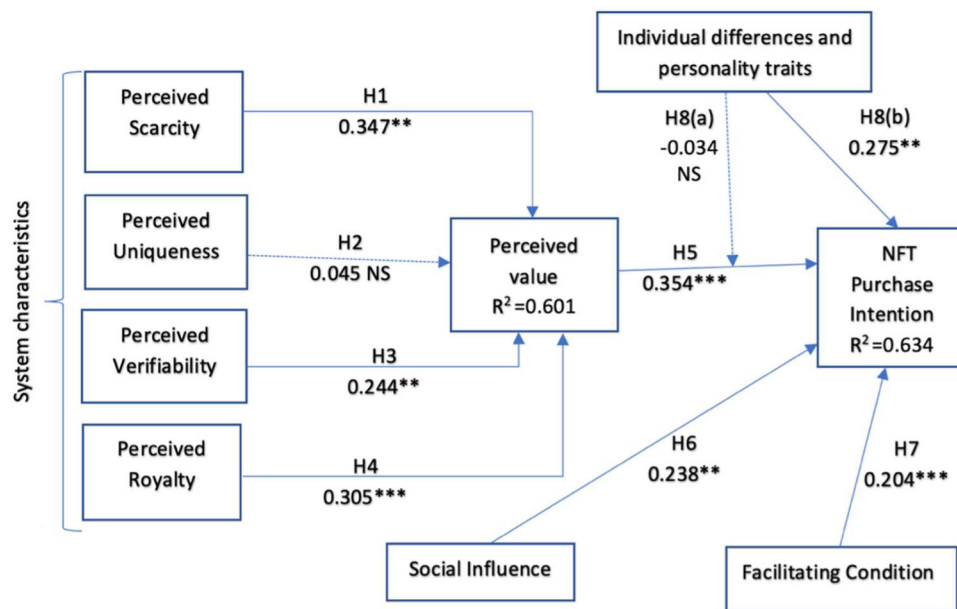 Individual differences and
personality traits
System characteristics
Perceived
Scarcity
H1
0.347**
H8(a)
-0.034
NS
H8(b)
0.275**
Perceived
Uniqueness
H2
0.045 NS
Perceived
value
R²=0.601
H5
0.354***
NFT
Purchase
Intention
R²=0.634
Perceived
Verifiability
H3
0.244**
Perceived
Royalty
H4
0.305***
H6
0.238**
H7
0.204***
Social Influence
Facilitating Condition